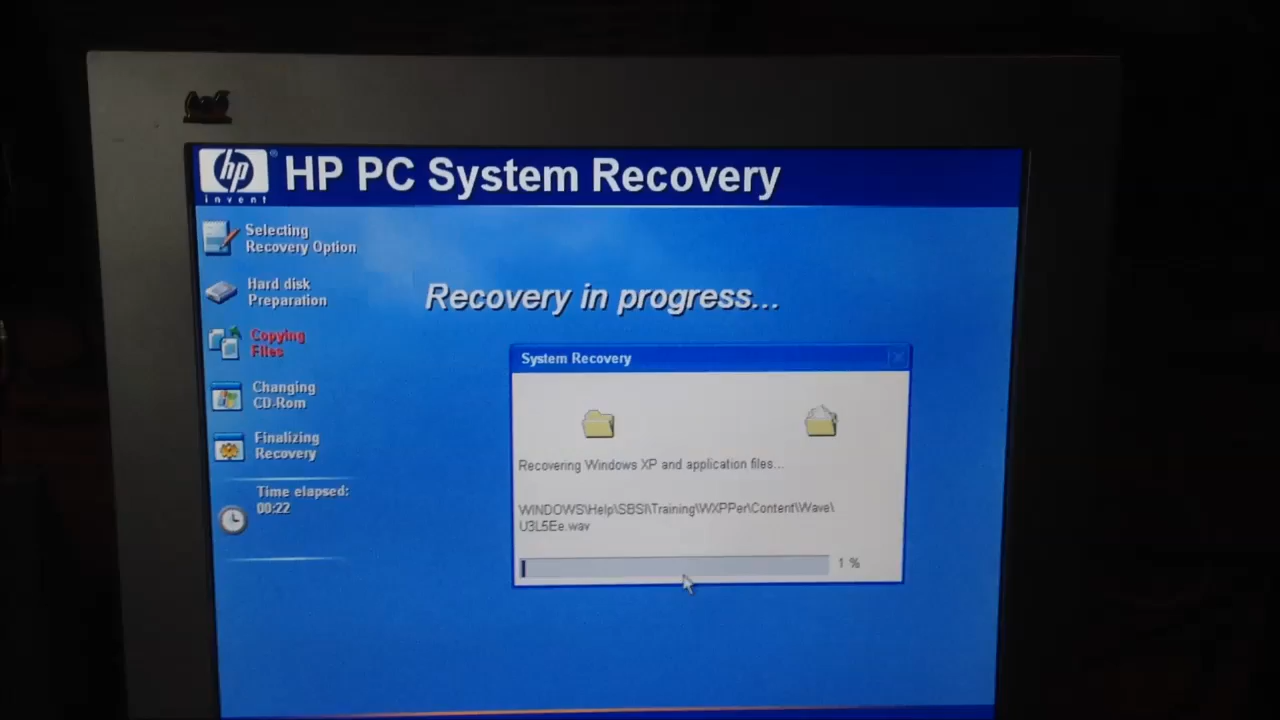 hp
®
invent
HP PC System Recovery
Selecting
Recovery Option
Hard disk
Preparation
Copying
Files
Changing
CD-Rom
Finalizing
Recovery
Time elapsed:
00:22
Recovery in progress...
System Recovery
Recovering Windows XP and application files...
WINDOWS\Help\SBSI\Training\WXPPer\Content\Wave\
U3L5Ee.wav
1 %